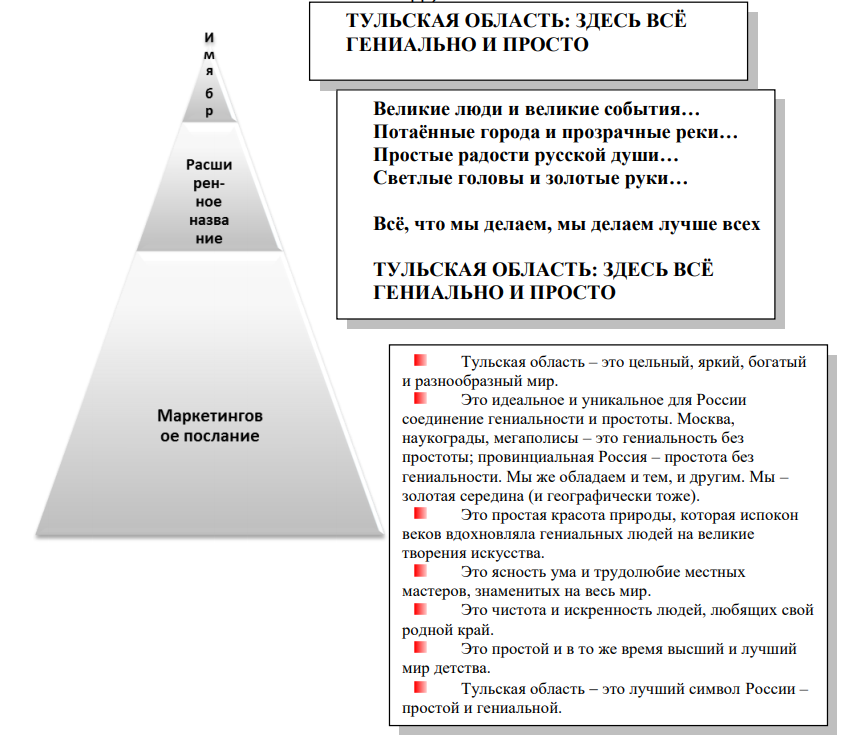 ТУЛЬСКАЯ ОБЛАСТЬ: ЗДЕСЬ ВСЁ
ГЕНИАЛЬНО И ПРОСТО
И
м
я
б
р
Великие люди и великие события…
Потаённые города и прозрачные реки…
Простые радости русской души…
Светлые головы и золотые руки…
Всё, что мы делаем, мы делаем лучше всех
ТУЛЬСКАЯ ОБЛАСТЬ: ЗДЕСЬ ВСЁ
ГЕНИАЛЬНО И ПРОСТО
Расши
рен-
ное
назва
ние
Маркетингов
ое послание
Тульская область – это цельный, яркий, богатый
и разнообразный мир.
Это идеальное и уникальное для России
соединение гениальности и простоты. Москва,
наукограды, мегаполисы – это гениальность без
простоты; провинциальная Россия – простота без
гениальности. Мы же обладаем и тем, и другим. Мы –
золотая середина (и географически тоже).
Это простая красота природы, которая испокон
веков вдохновляла гениальных людей на великие
творения искусства.
Это ясность ума и трудолюбие местных
мастеров, знаменитых на весь мир.
Это чистота и искренность людей, любящих свой
родной край.
Это простой и в то же время высший и лучший
мир детства.
Тульская область – это лучший символ России –
простой и гениальной.